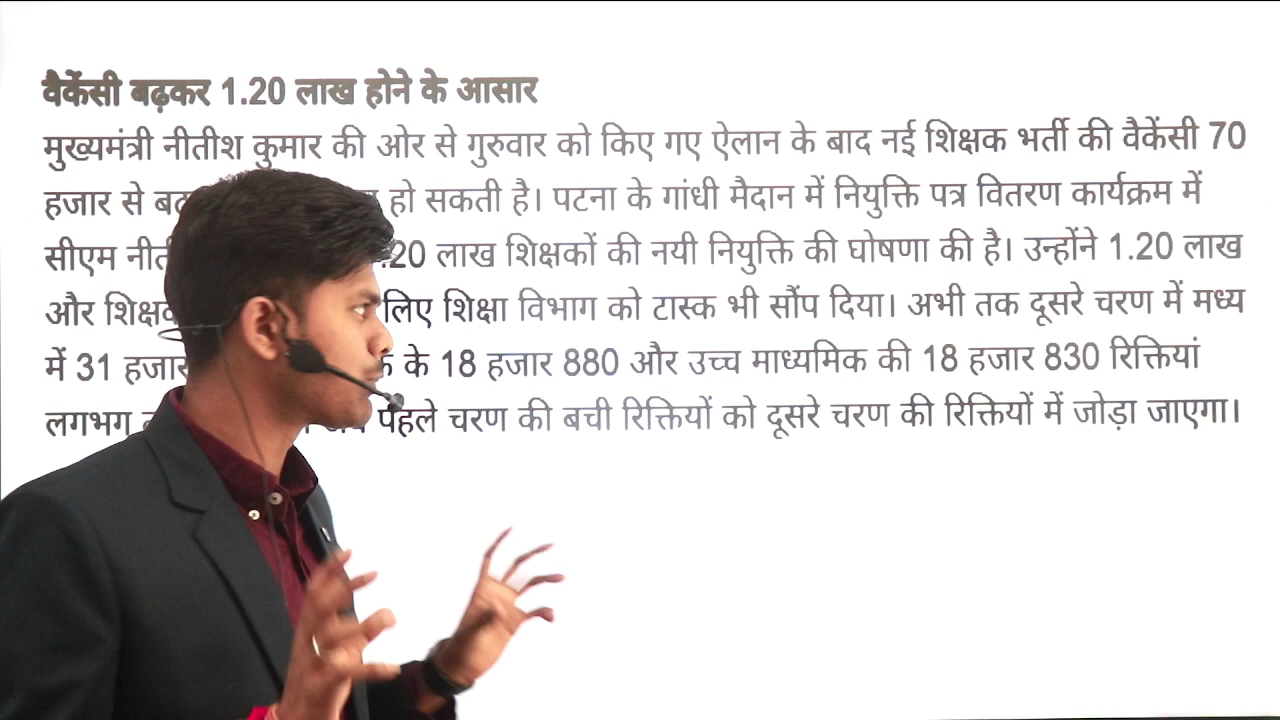 वैकेंसी बढ़कर 1.20 लाख होने के आसार
मुख्यमंत्री नीतीश कुमार की ओर से गुरुवार को किए गए ऐलान के बाद नई शिक्षक भर्ती की वैकेंसी 70
हजार से हो सकती है। पटना के गांधी मैदान में नियुक्ति पत्र वितरण कार्यक्रम में
सीएम .20 लाख शिक्षकों की नयी नियुक्ति की घोषणा की है। उन्होंने 1.20 लाख
और लिए शिक्षा विभाग को टास्क भी सौंप दिया। अभी तक दूसरे चरण में मध्य
में 31 हजार के 18 हजार 880 और उच्च माध्यमिक की 18 हजार 830 रिक्तियां
लगभग पहले चरण की बची रिक्तियों को दूसरे चरण की रिक्तियों में जोड़ा जाएगा।